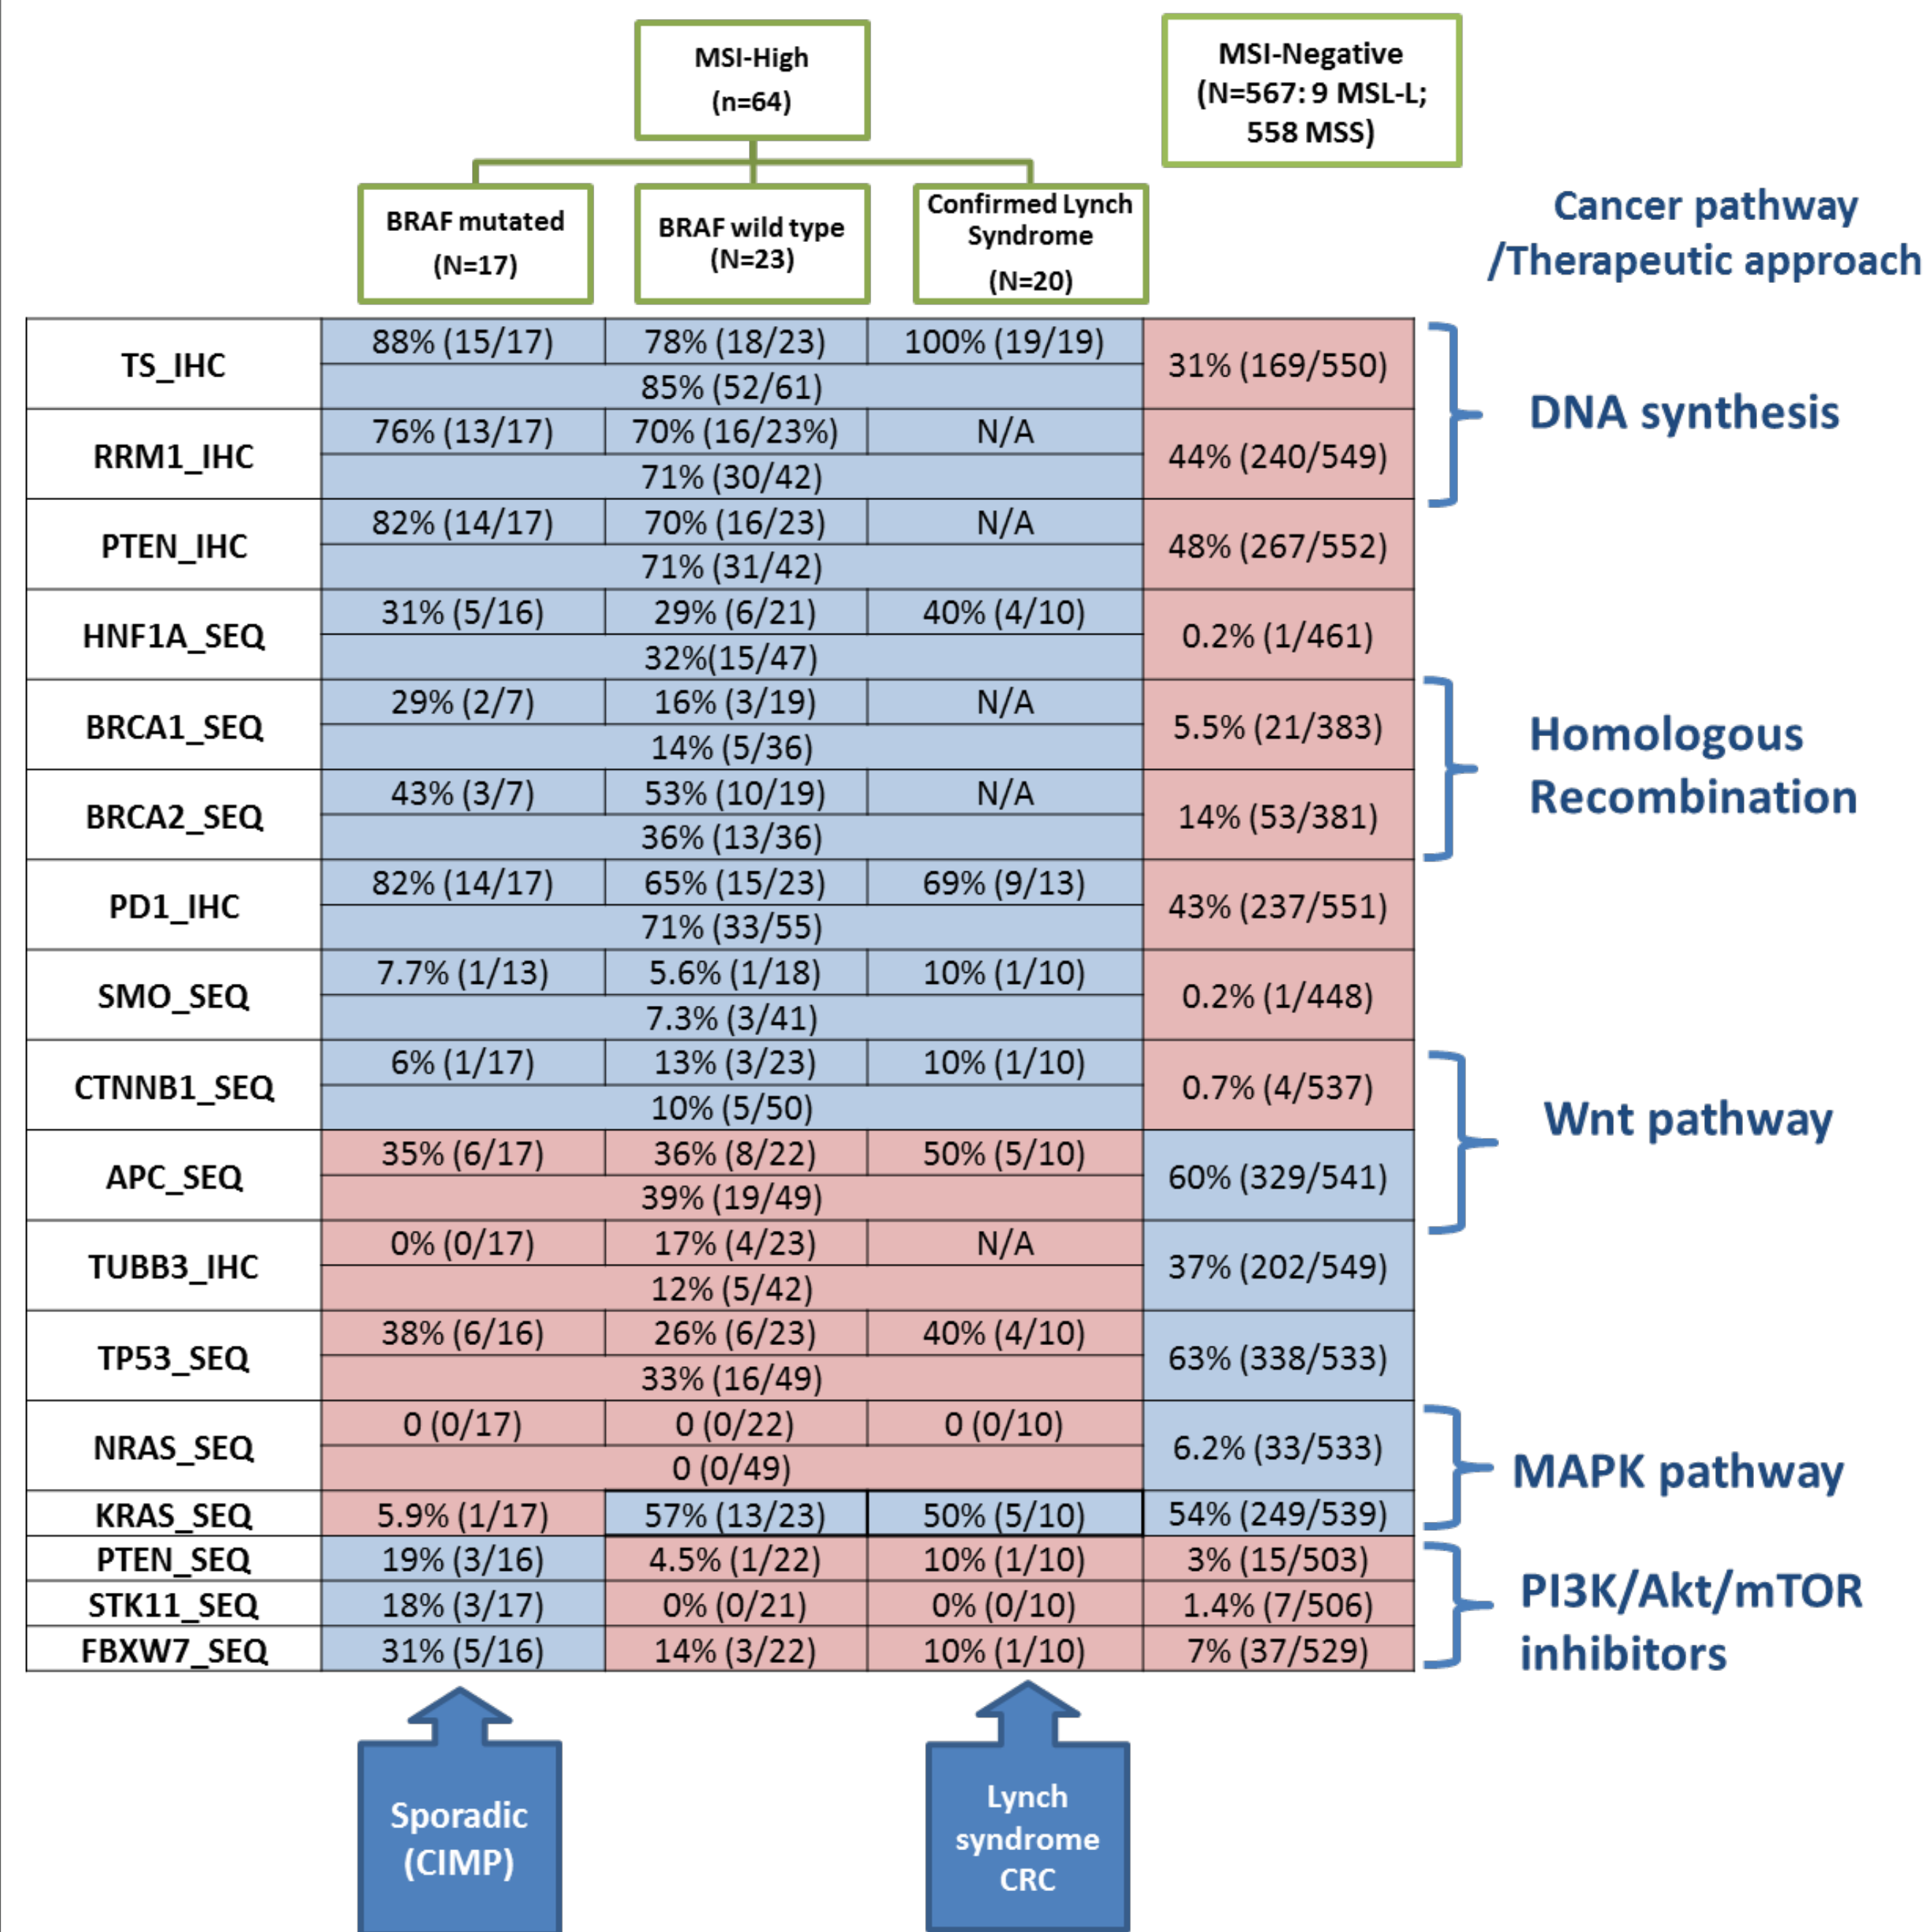 MSI-High
(n=64)
MSI-Negative
(N=567: 9 MSL-L;
558 MSS)
BRAF mutated
(N=17)
BRAF wild type
(N=23)
Confirmed Lynch
Syndrome
(N=20)
Cancer pathway
/Therapeutic approach
TS_IHC
88% (15/17)
78% (18/23)
100% (19/19)
85% (52/61)
31% (169/550)
RRM1_IHC
76% (13/17)
70% (16/23%)
N/A
71% (30/42)
44% (240/549)
DNA synthesis
PTEN_IHC
82% (14/17)
70% (16/23)
N/A
71% (31/42)
48% (267/552)
HNF1A_SEQ
31% (5/16)
29% (6/21)
40% (4/10)
32%(15/47)
0.2% (1/461)
BRCA1_SEQ
29% (2/7)
16% (3/19)
N/A
14% (5/36)
5.5% (21/383)
BRCA2_SEQ
43% (3/7)
53% (10/19)
N/A
36% (13/36)
14% (53/381)
Homologous
Recombination
PD1_IHC
82% (14/17)
65% (15/23)
69% (9/13)
71% (33/55)
43% (237/551)
SMO_SEQ
7.7% (1/13)
5.6% (1/18)
10% (1/10)
7.3% (3/41)
0.2% (1/448)
CTNNB1_SEQ
6% (1/17)
13% (3/23)
10% (1/10)
10% (5/50)
0.7% (4/537)
APC_SEQ
35% (6/17)
36% (8/22)
50% (5/10)
39% (19/49)
60% (329/541)
Wnt pathway
TUBB3_IHC
0% (0/17)
17% (4/23)
N/A
12% (5/42)
37% (202/549)
TP53_SEQ
38% (6/16)
26% (6/23)
40% (4/10)
33% (16/49)
63% (338/533)
NRAS_SEQ
0 (0/17)
0 (0/22)
0 (0/10)
0 (0/49)
6.2% (33/533)
KRAS_SEQ
5.9% (1/17)
57% (13/23)
50% (5/10)
54% (249/539)
MAPK pathway
PTEN_SEQ
19% (3/16)
4.5% (1/22)
10% (1/10)
3% (15/503)
STK11_SEQ
18% (3/17)
0% (0/21)
0% (0/10)
1.4% (7/506)
FBXW7_SEQ
31% (5/16)
14% (3/22)
10% (1/10)
7% (37/529)
PI3K/Akt/mTOR
inhibitors
Sporadic
(CIMP)
Lynch
syndrome
CRC